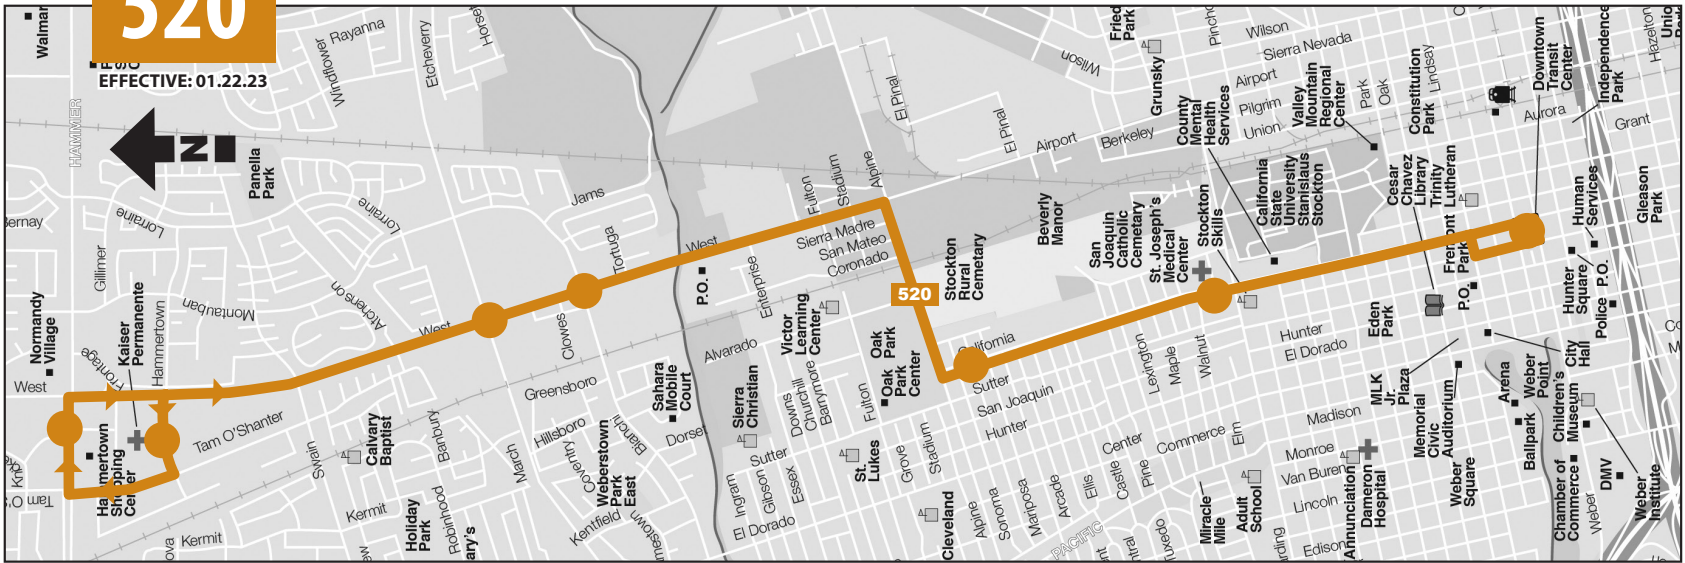 520
EFFECTIVE: 01.22.23
HAMMER
N
Rayanna
Windflower
Etcheverry
Panella
Park
Lorraine
Lorraine
Gillimer
Normandy
Village
Kaiser
Permanente
Frontage
Hammertown
Montauban
Atcheson
West
West
West
Hammertown
Shopping
Center
Tam O'Shanter
Swain
Calvary
Baptist
Banbury
Kermit
Kermit
Holiday
Park
Robinhood
March
Hillsboro
Coventry
Bianchi
Weberstown
Park
East
Kentfield
Greensboro
Clowes
Tortuga
Jams
P.O.
Sahara
Mobile
Court
Dorset
Alvarado
Enterprise
Sierra
Christian
Sutter
El Ingram
Gibson
Essex
El Dorado
Victor
Learning
Center
Downs
Churchill
Barrymore
Fulton
Stadium
Alpine
Sierra Madre
San Mateo
Coronado
Fulton
Oak
Park
Oak
Park
Center
St.
Lukes
Grove
Stadium
Cleveland
Alpine
Sonoma
Mariposa
Arcade
Ellis
Castle
Pine
PACIFIC
520
Stockton
Rural
Cemetary
California
Sutter
San Joaquin
Hunter
Center
Commerce
Elm
El Pinal
El Pinal
Wilson
Airport
Berkeley
Beverly
Manor
San
Joaquin
Catholic
Cemetary
St. Joseph's
Medical
Center
Stockton
Skills
Lexington
Maple
Walnut
Miracle
Mile
Adult
School
Grunsky
Wilson
Sierra Nevada
Airport
Pilgrim
Union
County
Mental
Health
Services
Valley
Mountain
Regional
Center
Park
Oak
Constitution
Park
Lindsay
California
State
University
Stanislaus
Stockton
Cesar
Chavez
Library
Trinity
Lutheran
Fremont
Park
P.O.
Eden
Park
Hunter
El Dorado
Madison
Monroe
Van Buren
Lincoln
Edison
Annunciation
Dameron
Hospital
MLK
Jr.
Plaza
Memorial
Civic
Auditorium
Weber
Square
Arena
Weber
Point
Ballpark
Children's
Museum
City
Hall
Chamber of
Commerce
DMV
Weber
Weber
Institute
Hunter
Square
P.O.
Police
Human
Services
Gleason
Park
Downtown
Transit
Center
Independence
Park
Aurora
Grant
Hazelton